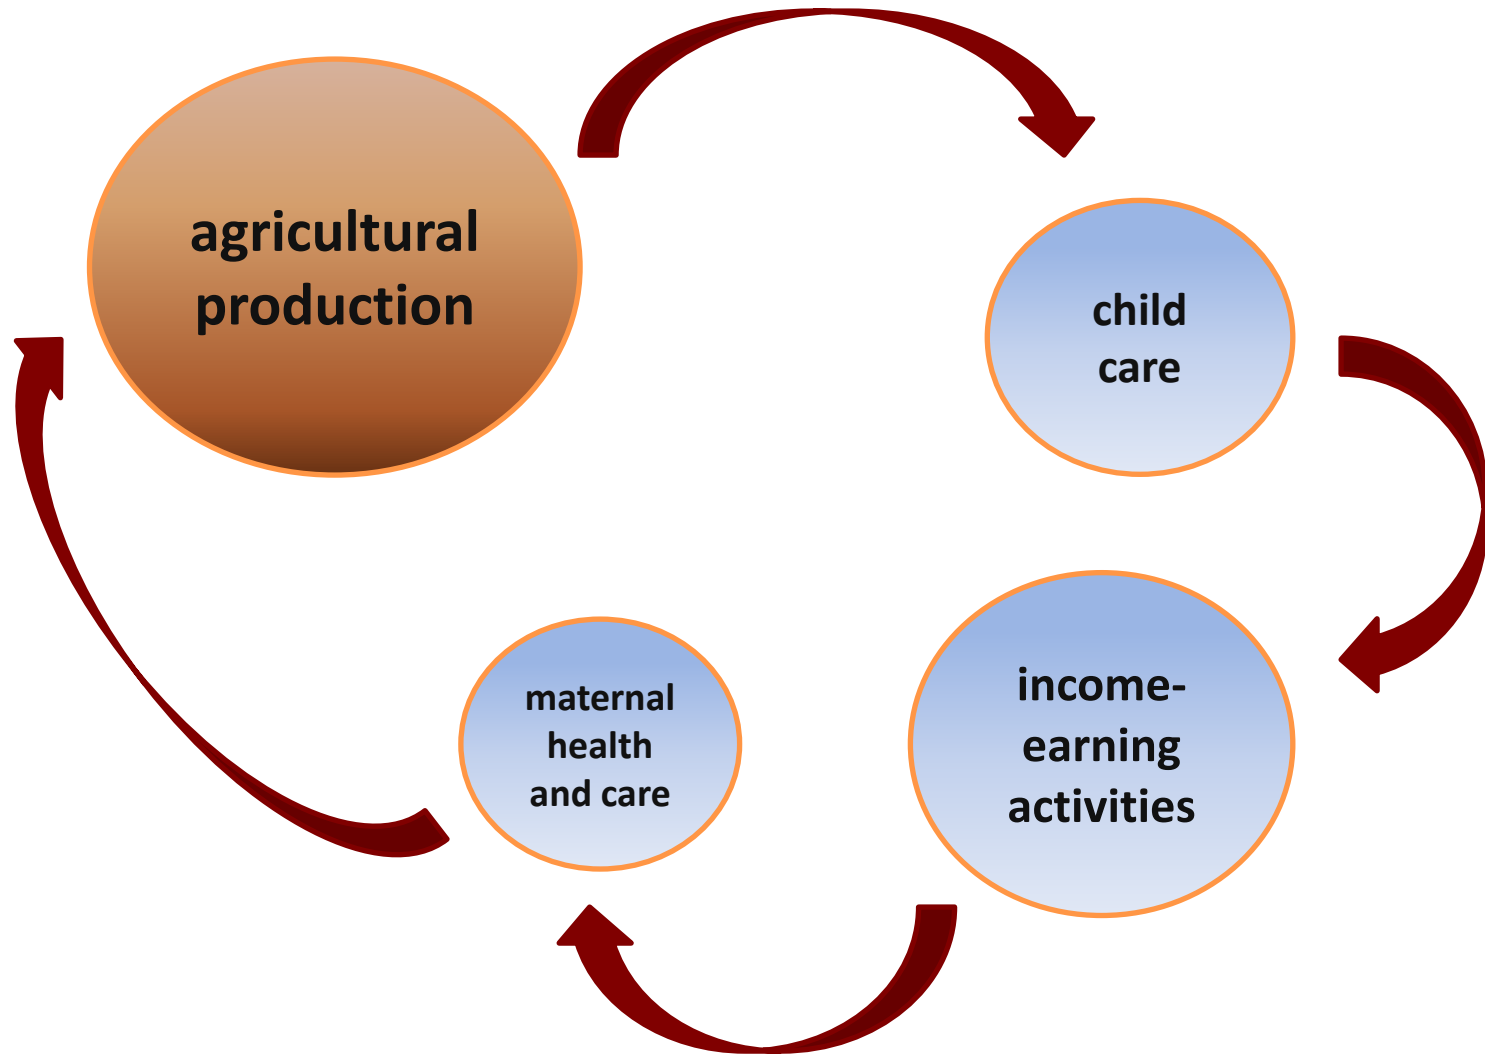 agricultural
production
child
care
income-
earning
activities
maternal
health
and care